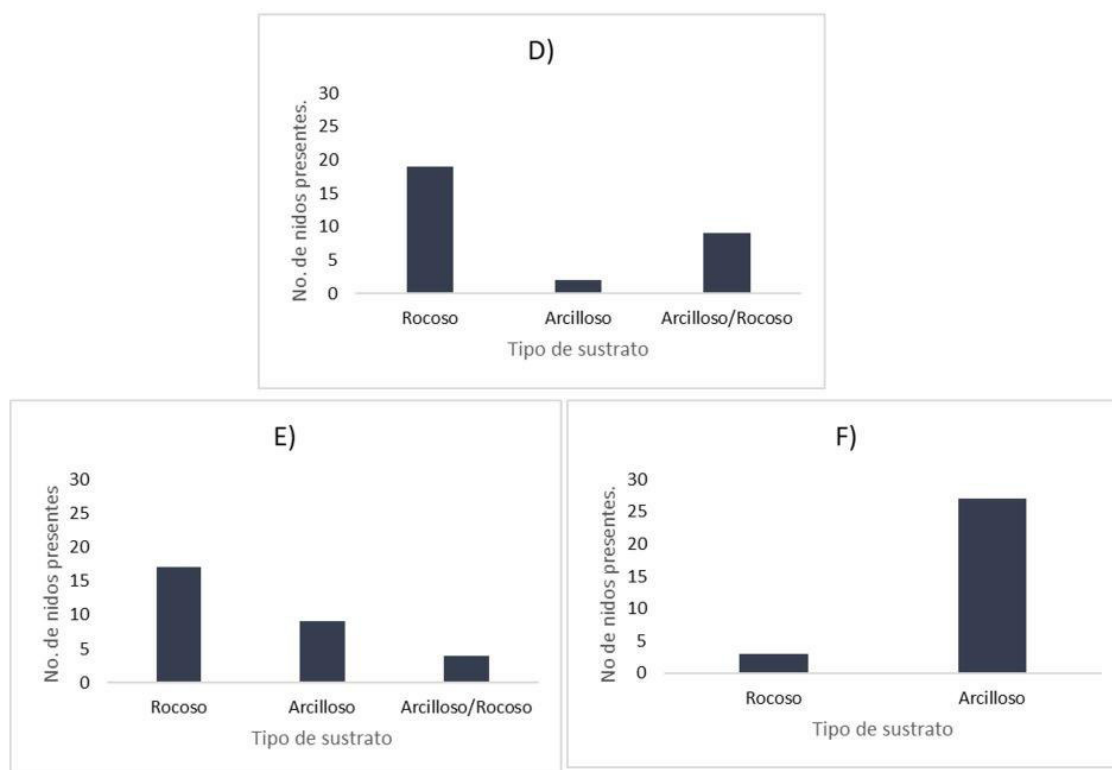 D)
No. de nidos presentes.
30
25
20
15
10
5
0
Rocoso Arcilloso Arcilloso/Rocoso
Tipo de sustrato
E)
No. de nidos presentes
30
25
20
15
10
5
0
Rocoso Arcilloso Arcilloso/Rocoso
Tipo de sustrato
F)
No de nidos presentes.
30
25
20
15
10
5
0
Rocoso Arcilloso
Tipo de sustrato